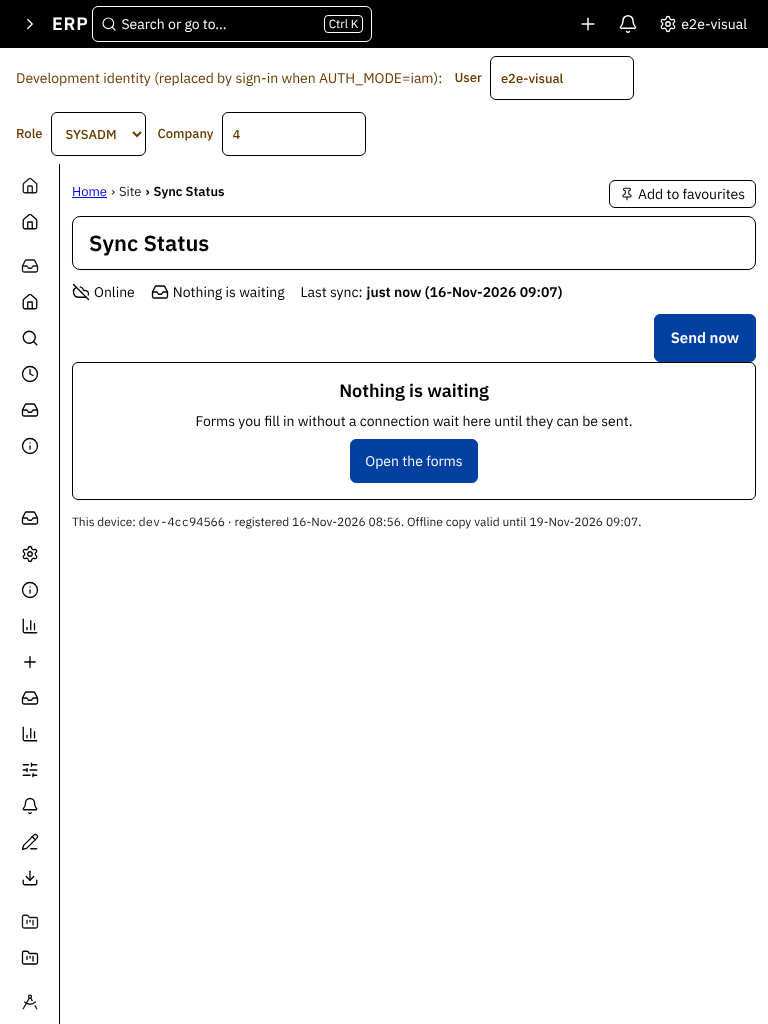 ERP
Search or go to...
Ctrl K
e2e-visual
Development identity (replaced by sign-in when AUTH_MODE=iam):
User
e2e-visual
Role
SYSADM
Company
4
Home › Site › Sync Status
Add to favourites
Sync Status
Online
Nothing is waiting
Last sync: just now (16-Nov-2026 09:07)
Send now
Nothing is waiting
Forms you fill in without a connection wait here until they can be sent.
Open the forms
This device: dev-4cc94566 · registered 16-Nov-2026 08:56. Offline copy valid until 19-Nov-2026 09:07.